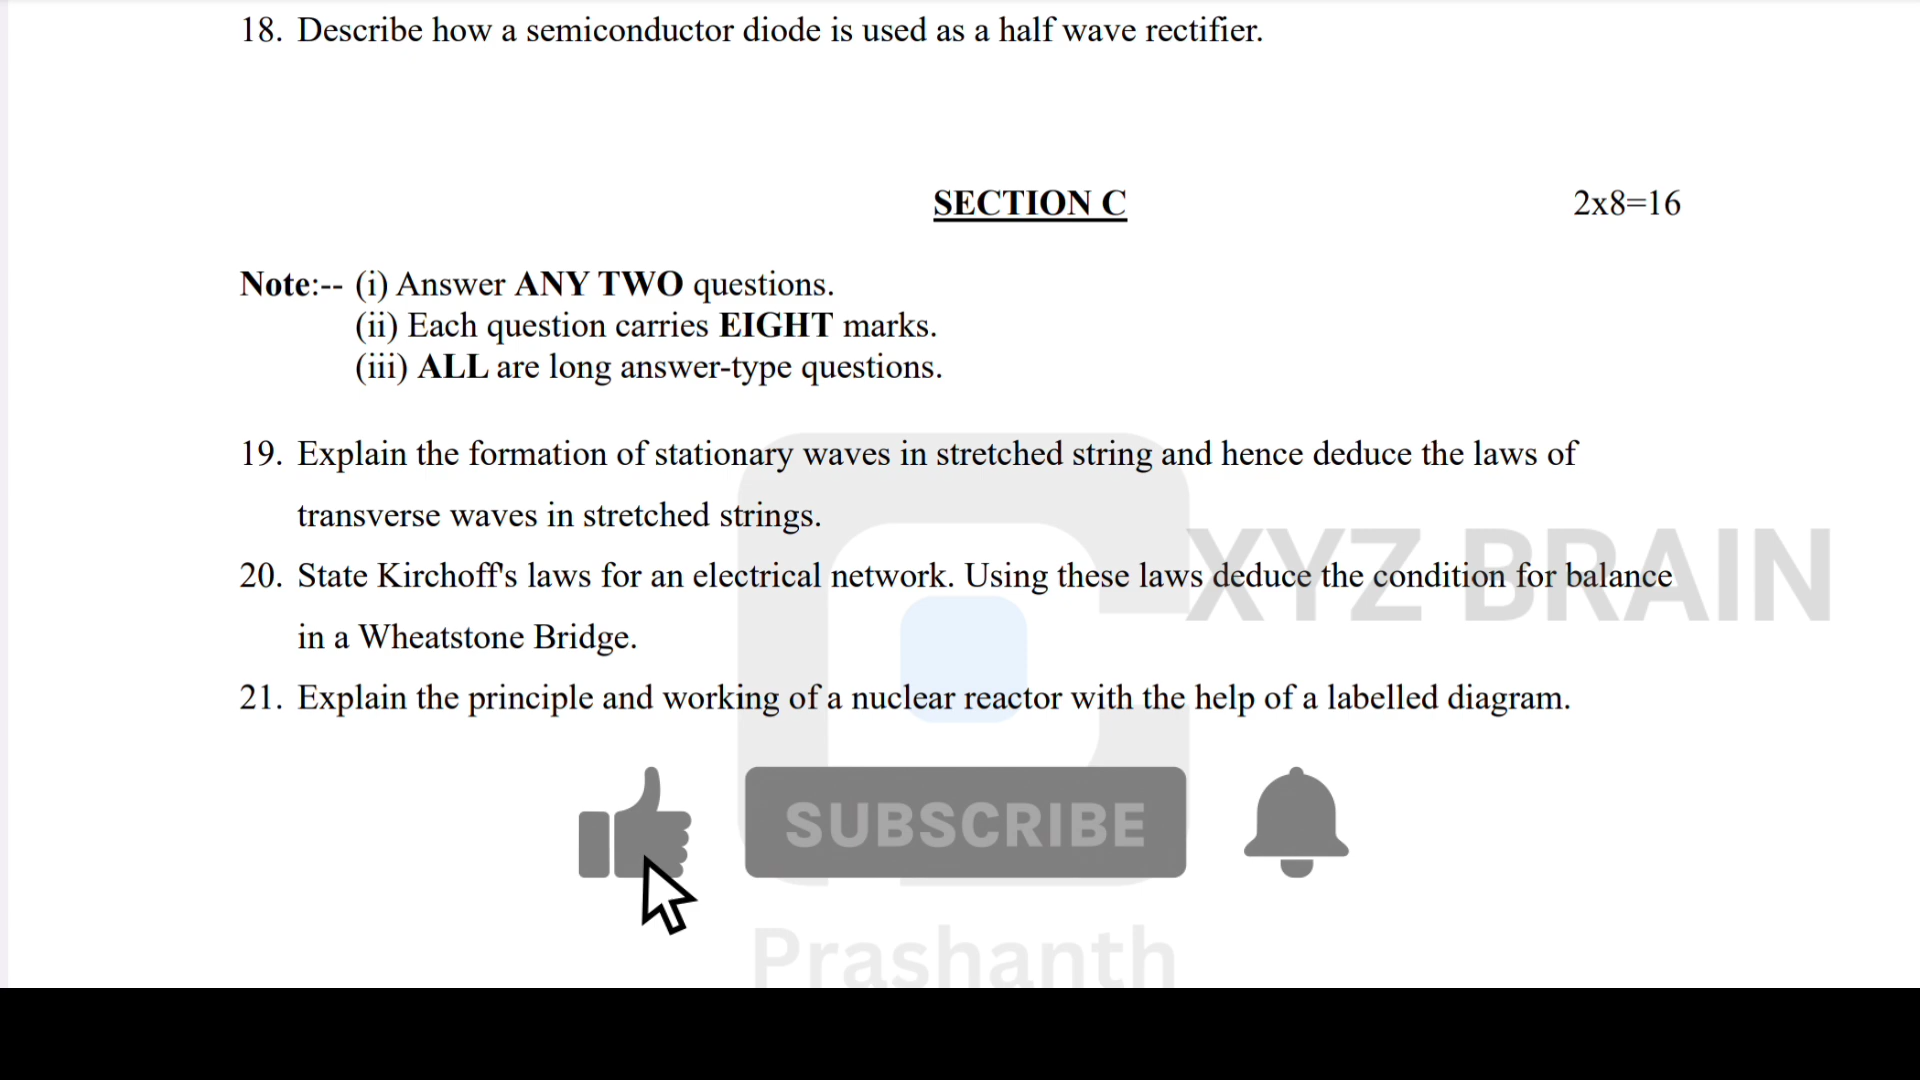 18. Describe how a semiconductor diode is used as a half wave rectifier.
SECTION C 2x8=16
Note:-- (i) Answer ANY TWO questions.
(ii) Each question carries EIGHT marks.
(iii) ALL are long answer-type questions.
19. Explain the formation of stationary waves in stretched string and hence deduce the laws of
transverse waves in stretched strings.
XYZ BRAIN
20. State Kirchoff's laws for an electrical network. Using these laws deduce the condition for balance
in a Wheatstone Bridge.
21. Explain the principle and working of a nuclear reactor with the help of a labelled diagram.
SUBSCRIBE
Prashanth